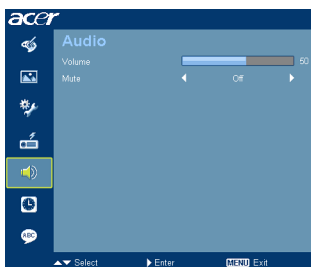 acer
Audio
Volume 50
Mute Off
ABC
Select Enter MENU Exit